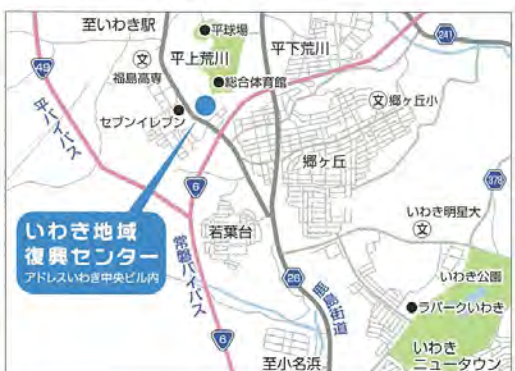 至いわき駅
平球場
241
平上荒川
平下荒川
49
文
福島高専
総合体育館
平バイパス
セブンイレブン
文 郷ヶ丘小
郷ヶ丘
6
378
いわき明星大
文
いわき地域
復興センター
アドレスいわき中央ビル内
若葉台
常磐バイパス
26
鹿島街道
いわき公園
ラパークいわき
6
至小名浜
いわき
ニュータウン